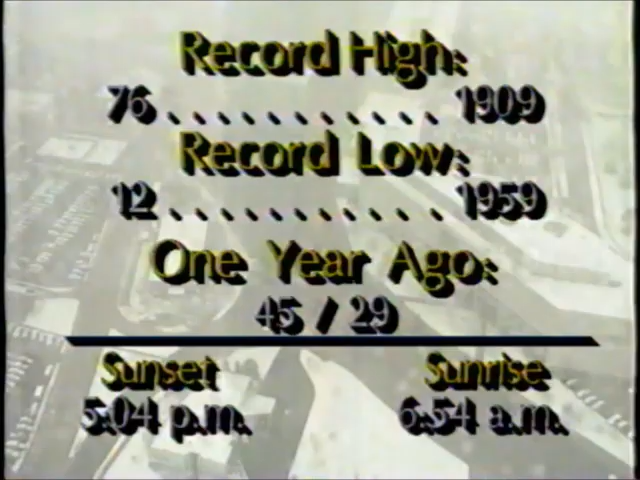 Record High:
76 . . . . . . . . . . . 1909
Record Low:
12 . . . . . . . . . . . 1959
One Year Ago:
45 / 29
Sunset Sunrise
5:04 p.m. 6:54 a.m.